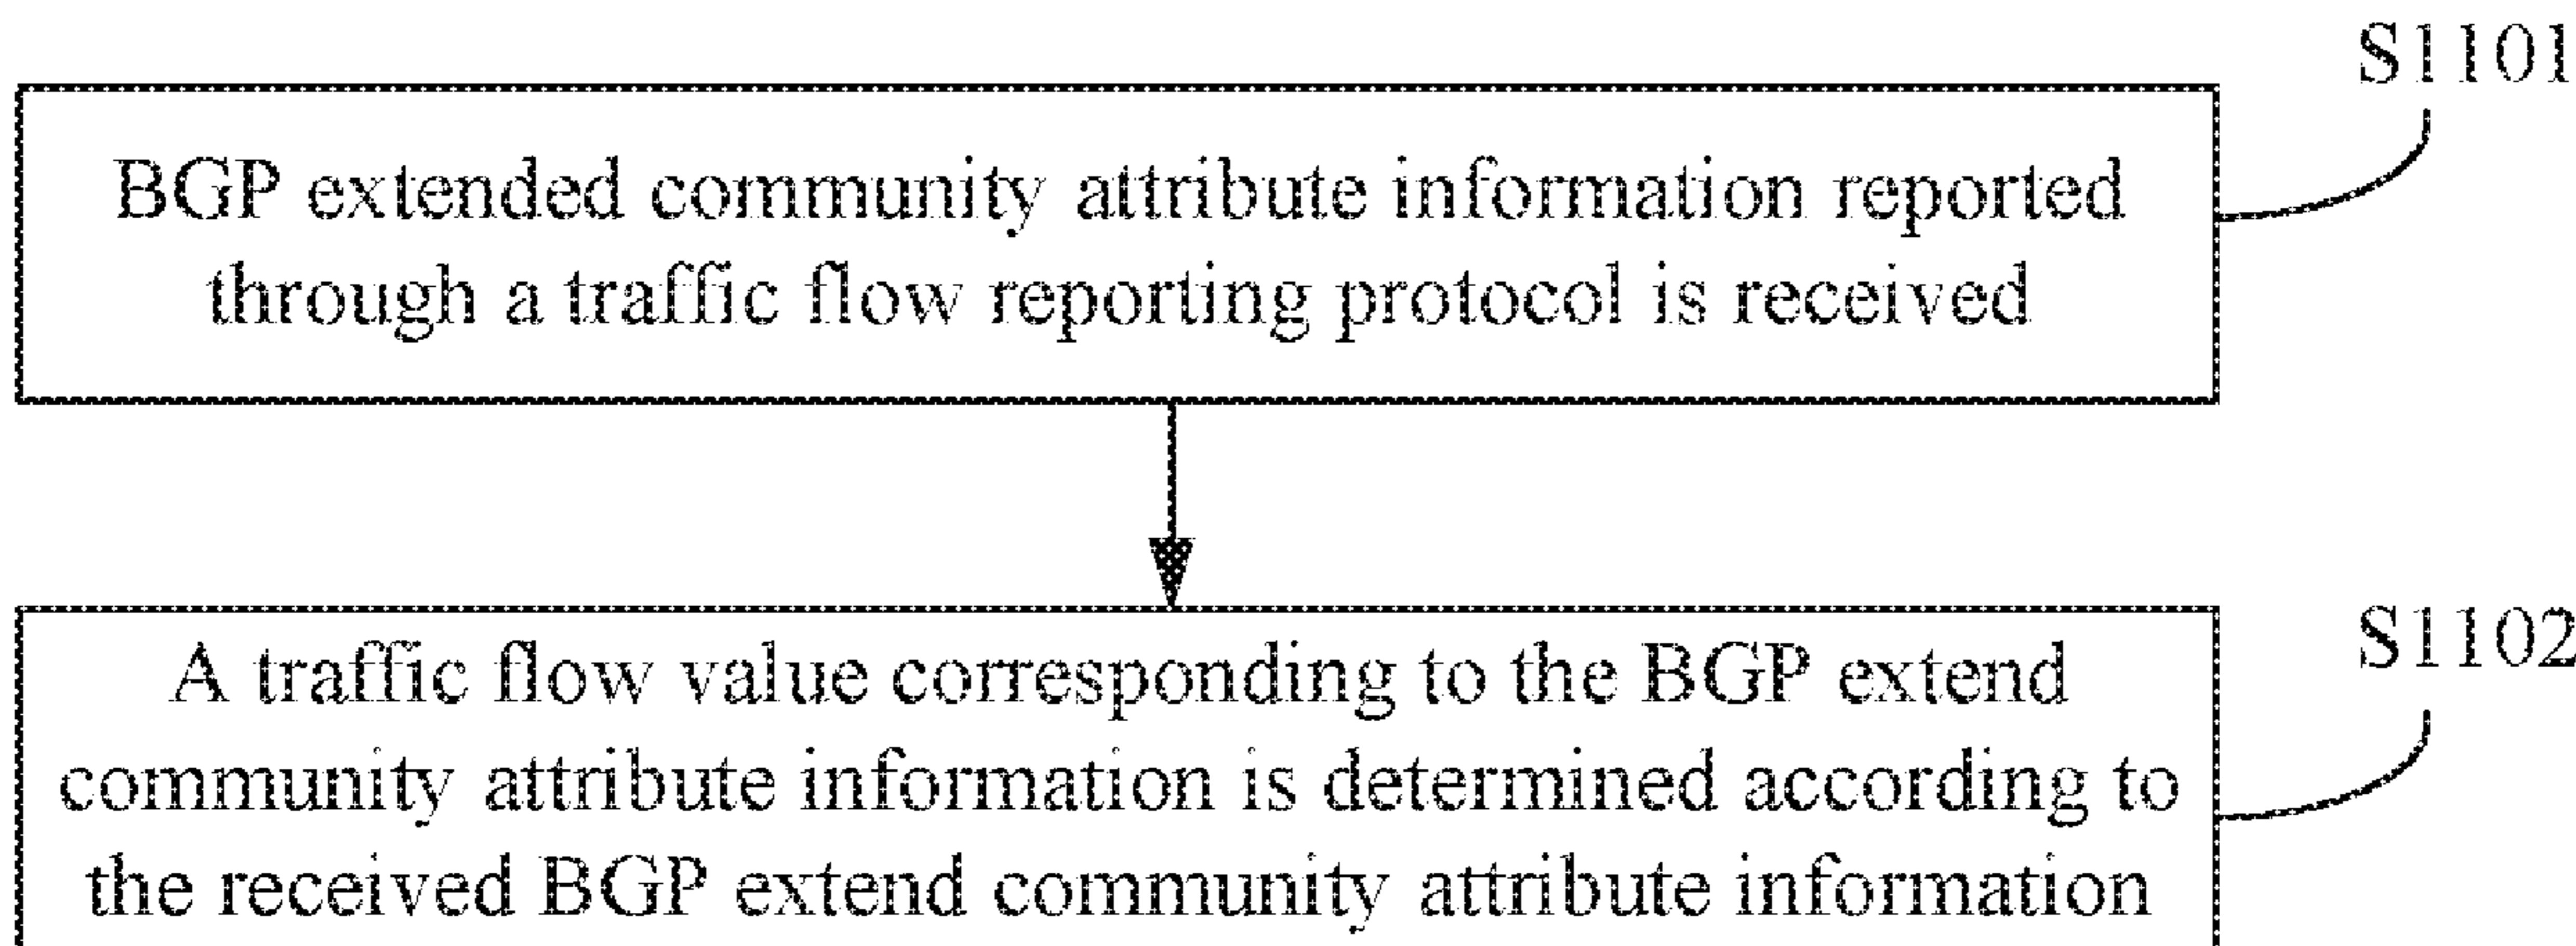 S1101
BGP extended community attribute information reported
through a traffic flow reporting protocol is received
S1102
A traffic flow value corresponding to the BGP extend
community attribute information is determined according to
the received BGP extend community attribute information